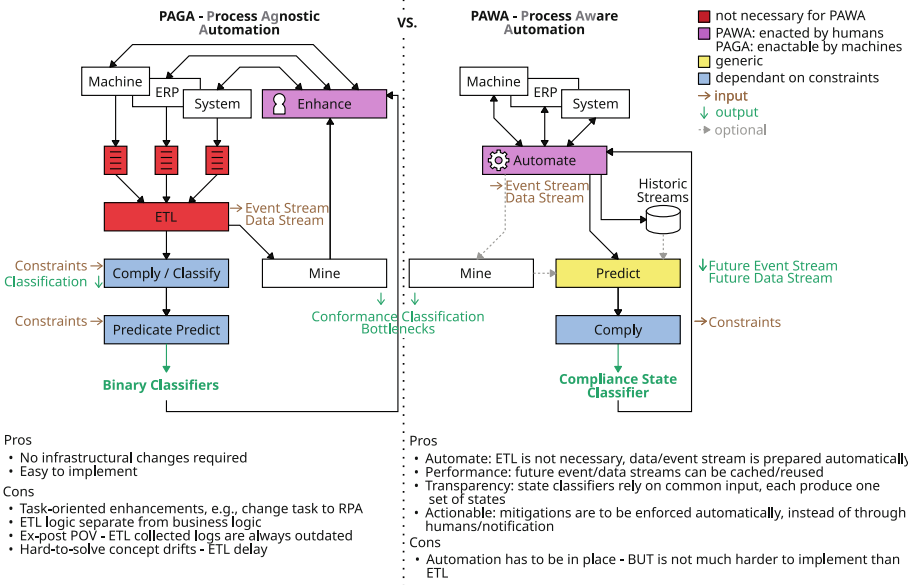 PAGA - Process Agnostic
Automation
VS.
PAWA - Process Aware
Automation
not necessary for PAWA
PAWA: enacted by humans
PAGA: enactable by machines
generic
dependant on constraints
input
output
optional
Machine
ERP
System
Enhance
ETL
Event Stream
Data Stream
Constraints
Classification
Comply / Classify
Mine
Constraints
Predicate Predict
Conformance Classification
Bottlenecks
Binary Classifiers
Machine
ERP
System
Automate
Event Stream
Data Stream
Historic
Streams
Mine
Predict
Future Event Stream
Future Data Stream
Comply
Constraints
Compliance State
Classifier
Pros
• No infrastructural changes required
• Easy to implement
Cons
• Task-oriented enhancements, e.g., change task to RPA
• ETL logic separate from business logic
• Ex-post POV - ETL collected logs are always outdated
• Hard-to-solve concept drifts - ETL delay
Pros
• Automate: ETL is not necessary, data/event stream is prepared automatically
• Performance: future event/data streams can be cached/reused
• Transparency: state classifiers rely on common input, each produce one
set of states
• Actionable: mitigations are to be enforced automatically, instead of through
humans/notification
Cons
• Automation has to be in place - BUT is not much harder to implement than
ETL